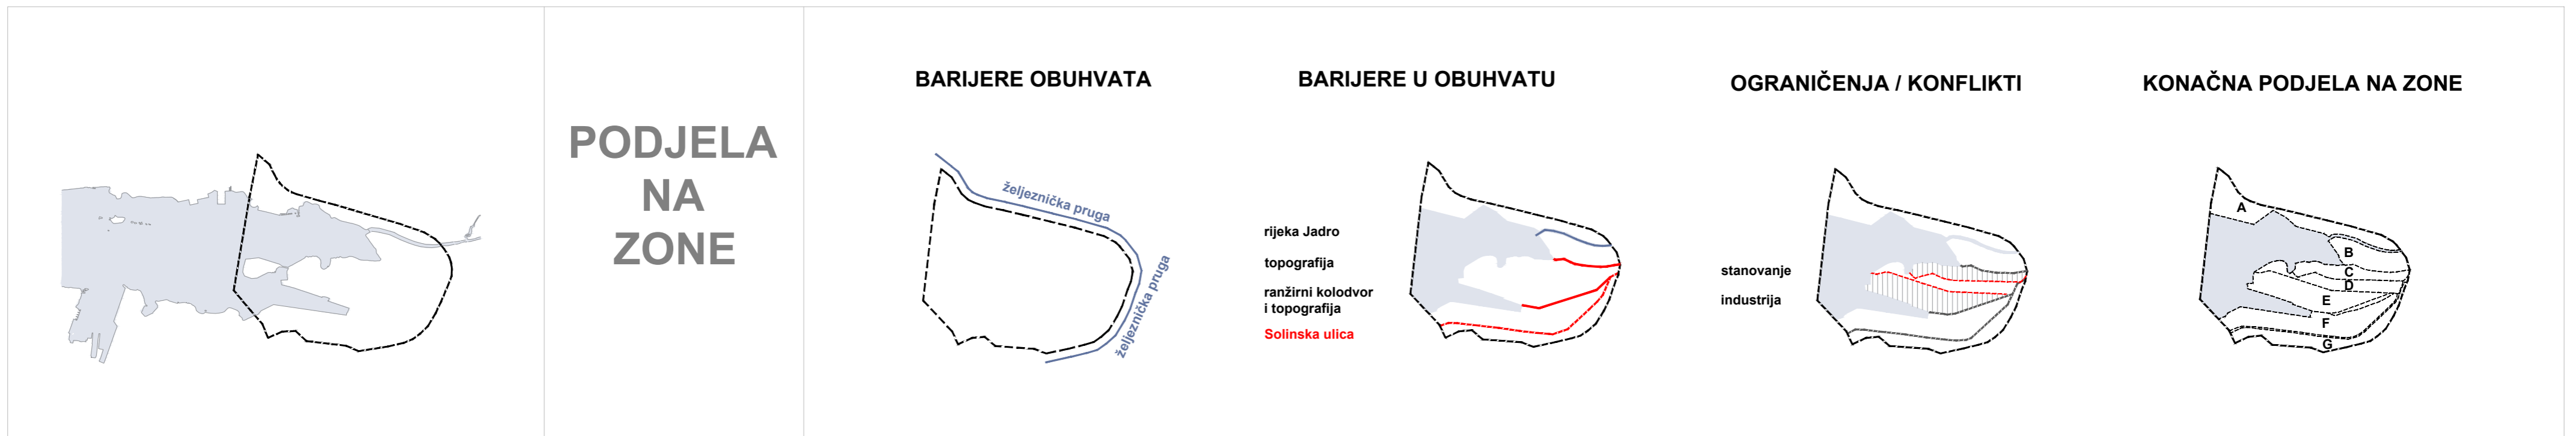 PODJELA
NA
ZONE
BARIJERE OBUHVATA
željeznička pruga
željeznička pruga
BARIJERE U OBUHVATU
rijeka Jadro
topografija
ranžirni kolodvor
i topografija
Solinska ulica
OGRANIČENJA / KONFLIKTI
stanovanje
industrija
KONAČNA PODJELA NA ZONE
A
B
C
D
E
F
G